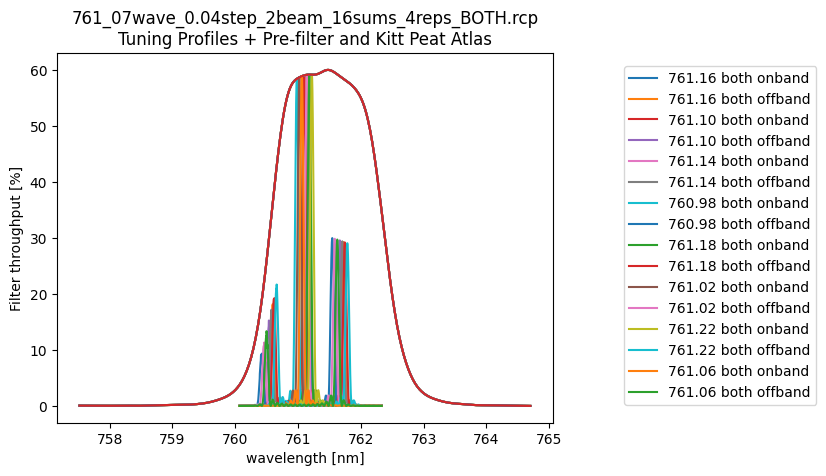 761_07wave_0.04step_2beam_16sums_4reps_BOTH.rcp
Tuning Profiles + Pre-filter and Kitt Peat Atlas
60
50
40
30
20
10
0
Filter throughput [%]
758 759 760 761 762 763 764 765
wavelength [nm]
761.16 both onband
761.16 both offband
761.10 both onband
761.10 both offband
761.14 both onband
761.14 both offband
760.98 both onband
760.98 both offband
761.18 both onband
761.18 both offband
761.02 both onband
761.02 both offband
761.22 both onband
761.22 both offband
761.06 both onband
761.06 both offband